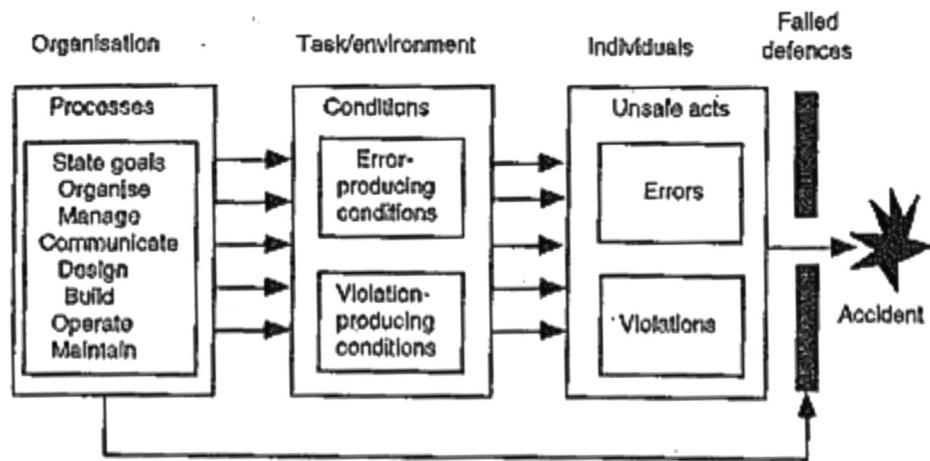 Organisation
Task/environment
Individuals
Failed
defences
Processes
State goals
Organise
Manage
Communicate
Design
Build
Operate
Maintain
Conditions
Error-
producing
conditions
Violation-
producing
conditions
Unsafe acts
Errors
Violations
Accident